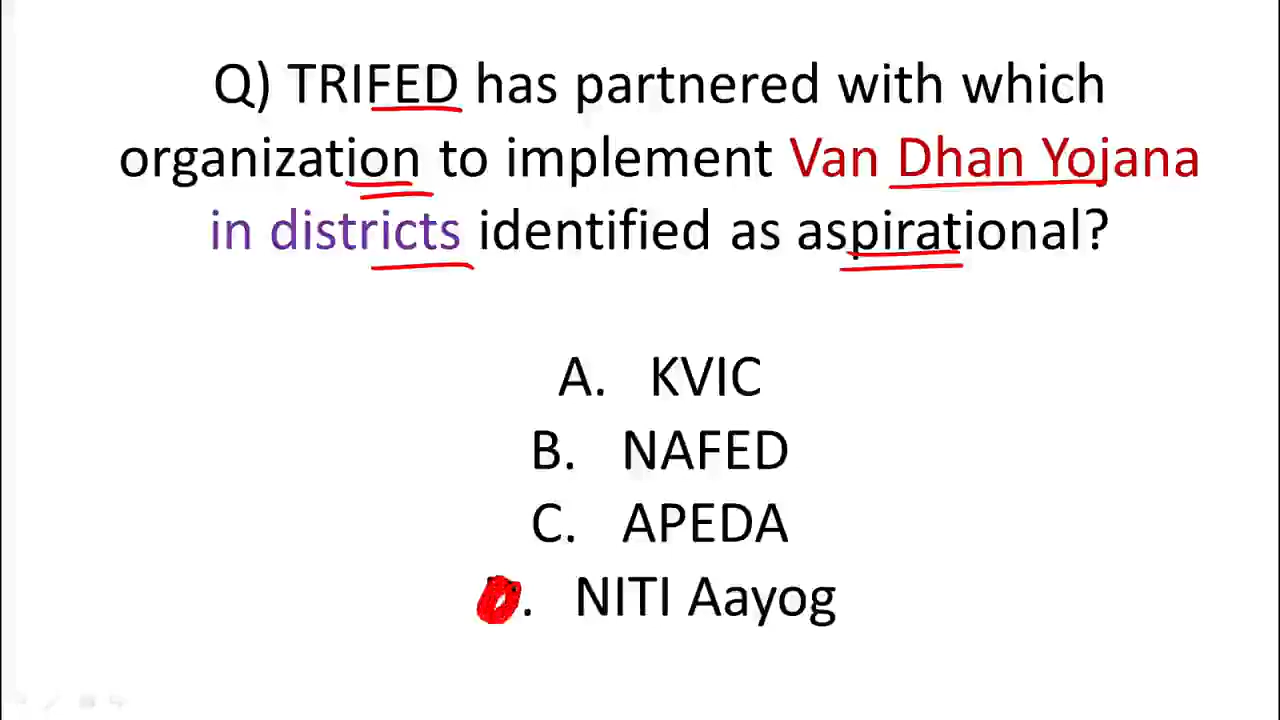 Q) TRIFED has partnered with which
organization to implement Van Dhan Yojana
in districts identified as aspirational?
A. KVIC
B. NAFED
C. APEDA
. NITI Aayog